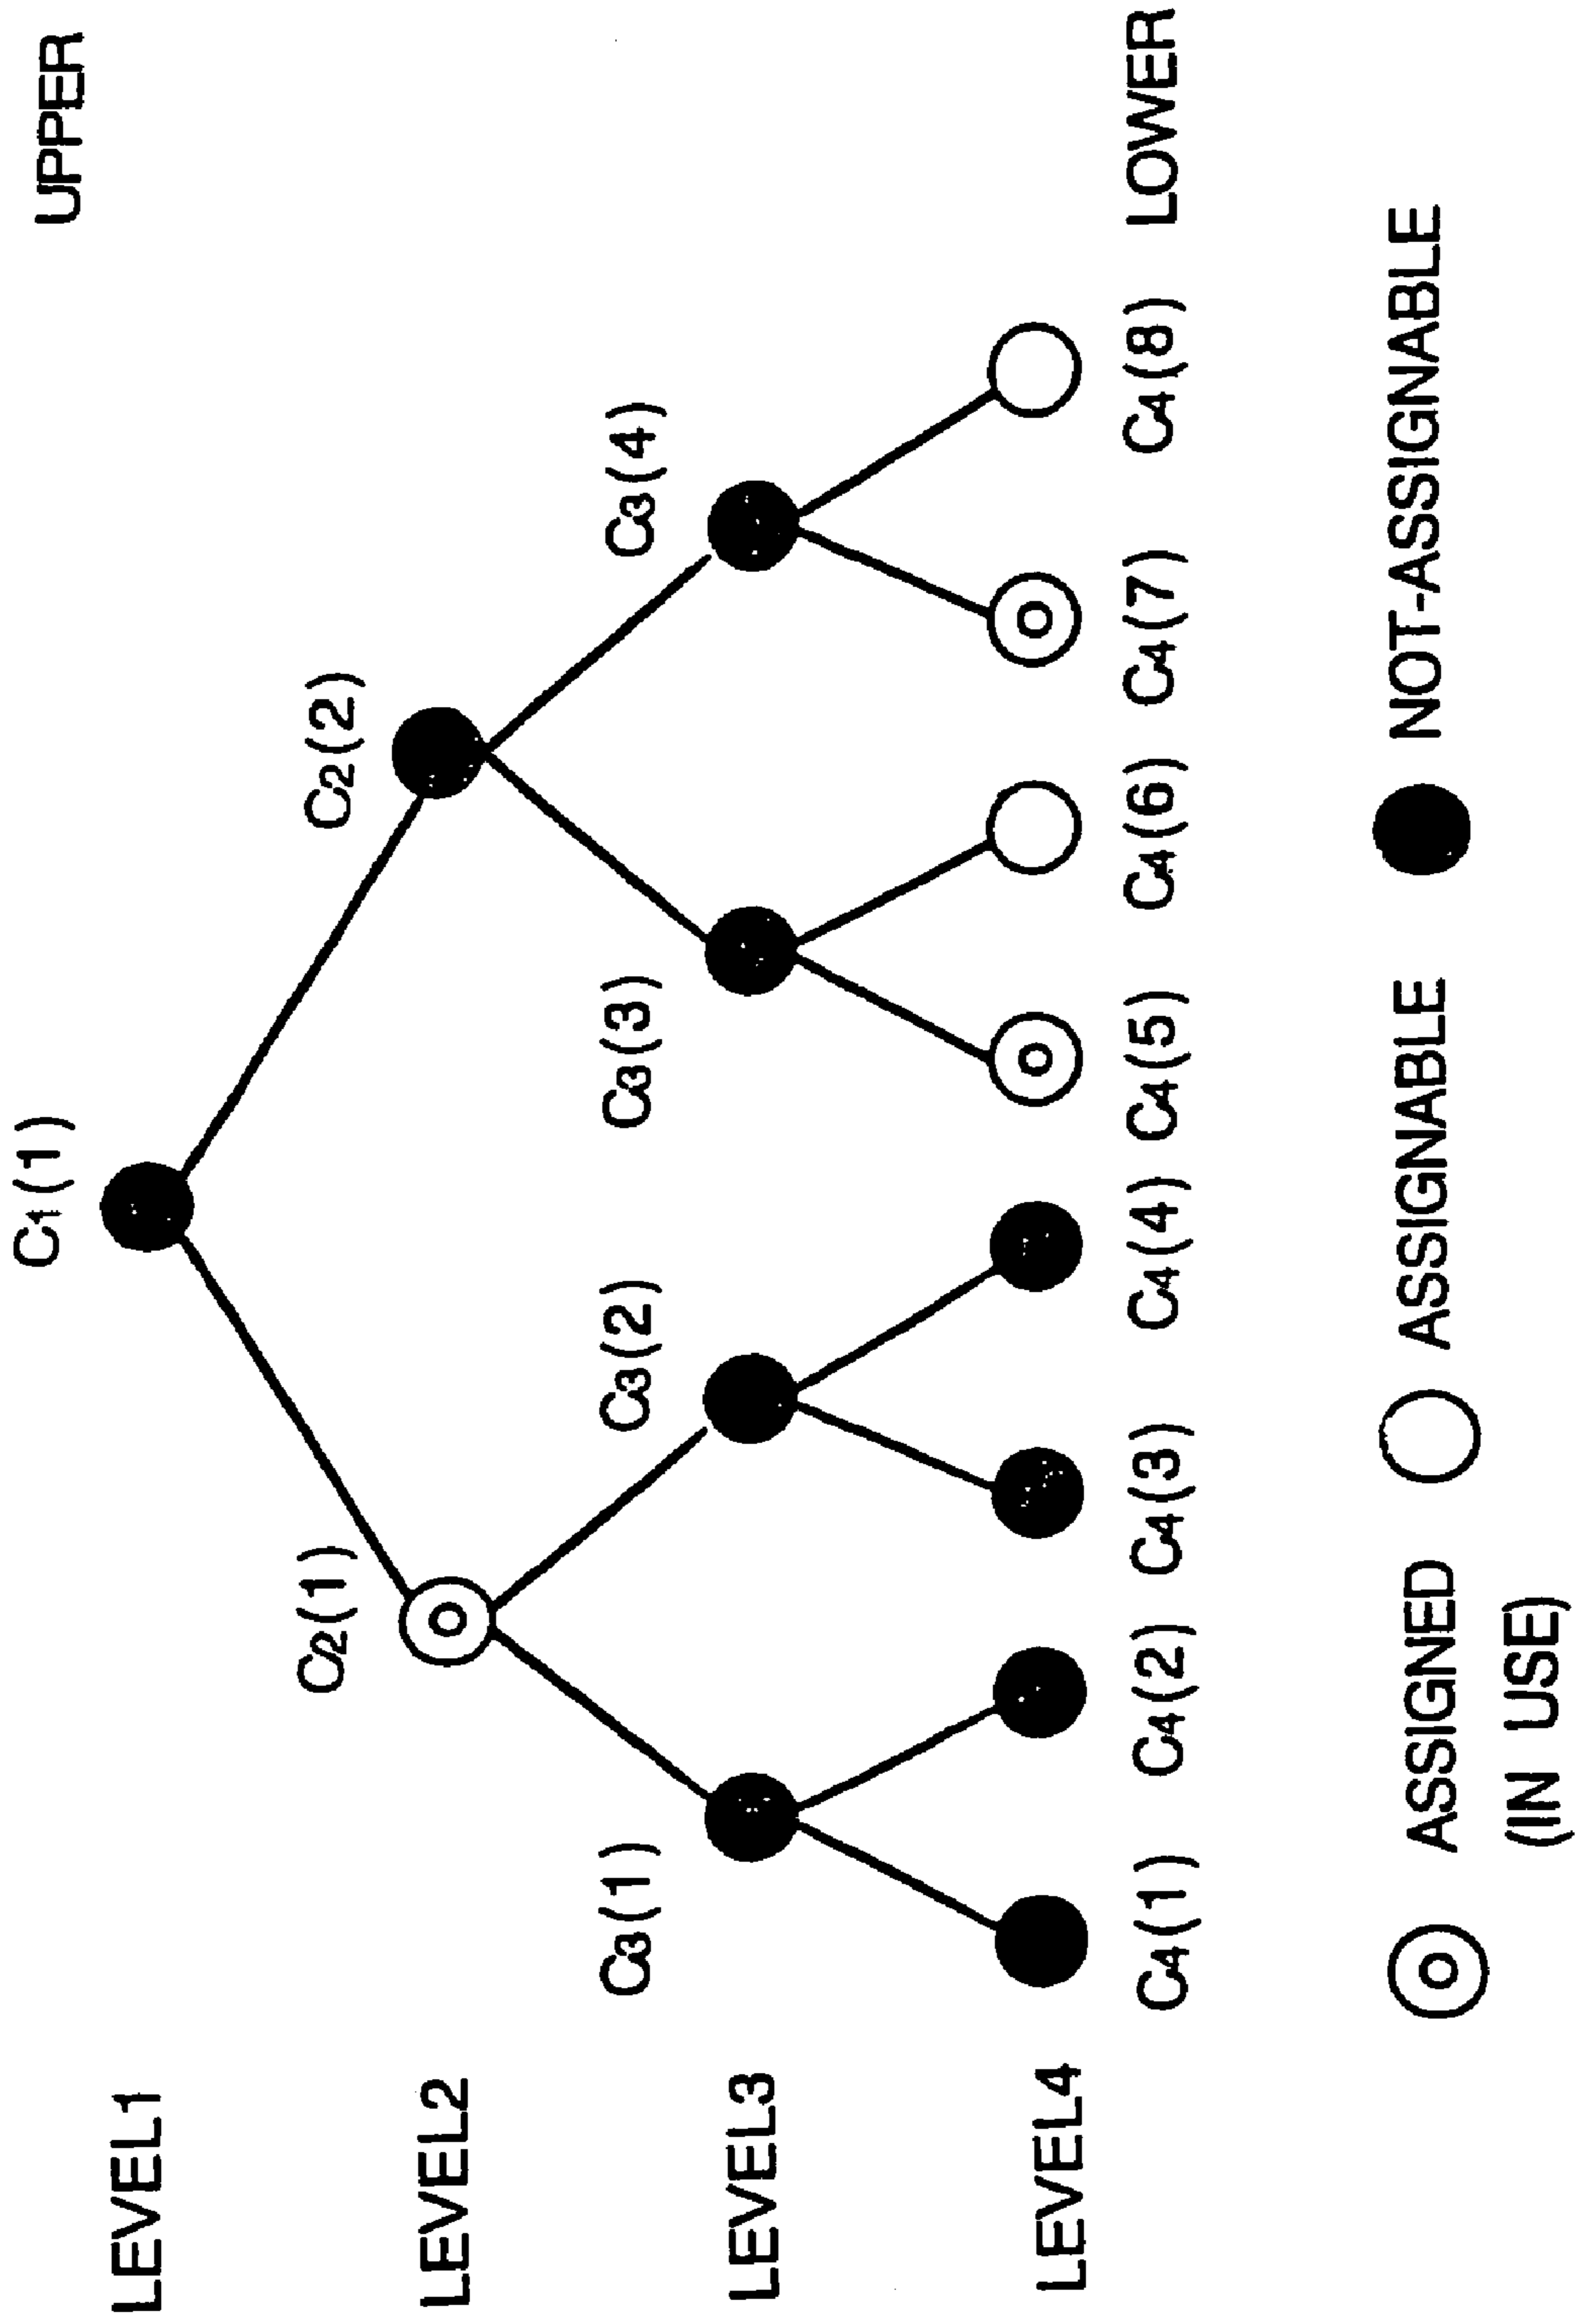 UPPER
C1(1)
LEVEL1
C2(1) C2(2)
LEVEL2
C3(1) C3(2) C3(3) C3(4)
LEVEL3
LEVEL4
C4(1) C4(2) C4(3) C4(4) C4(5) C4(6) C4(7) C4(8) LOWER
ASSIGNED ASSIGNABLE NOT-ASSIGNABLE
(IN USE)